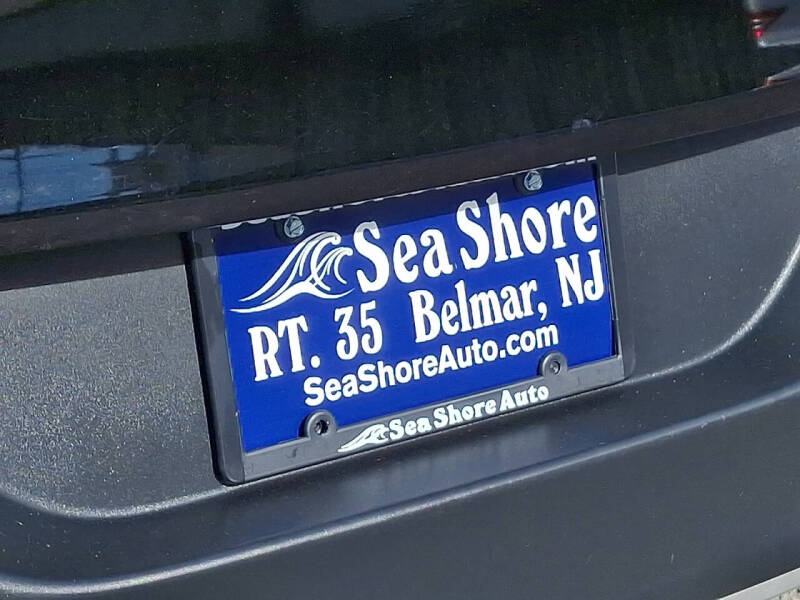 Sea Shore
RT. 35 Belmar, NJ
SeaShoreAuto.com
Sea Shore Auto